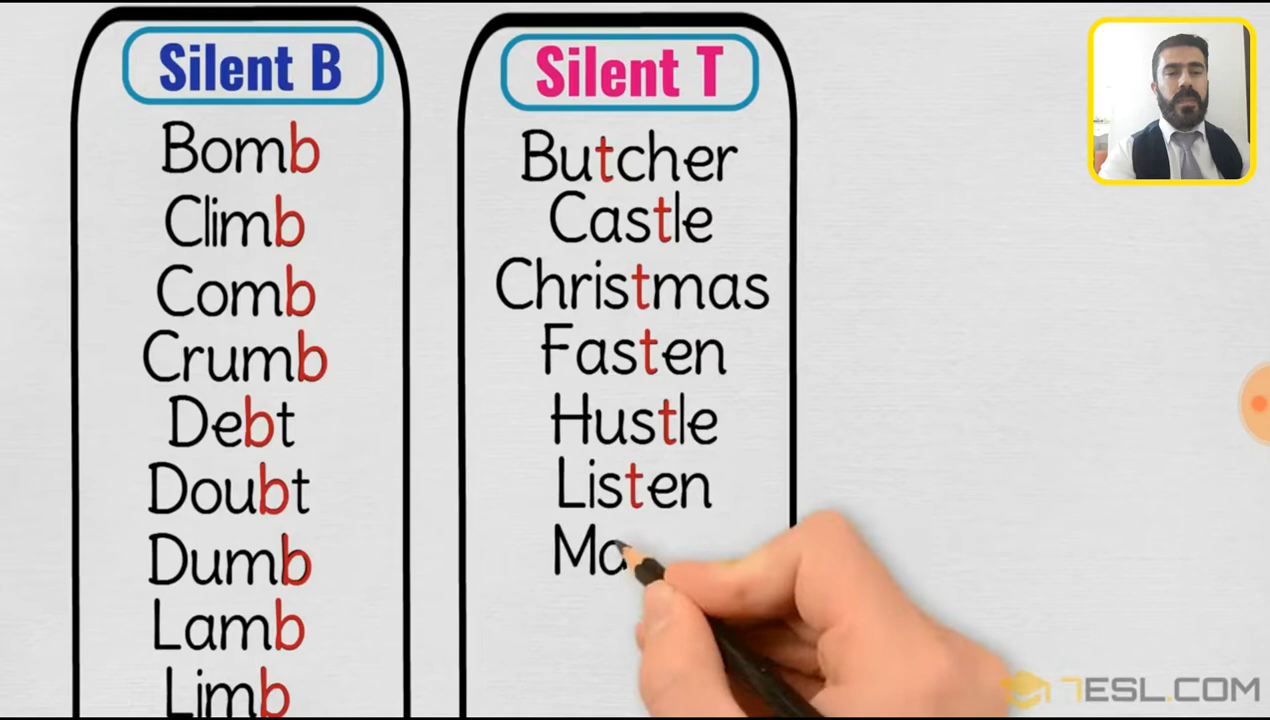 Silent B
Bomb
Climb
Comb
Crumb
Debt
Doubt
Dumb
Lamb
Limb
Silent T
Butcher
Castle
Christmas
Fasten
Hustle
Listen
Ma
7ESL.COM